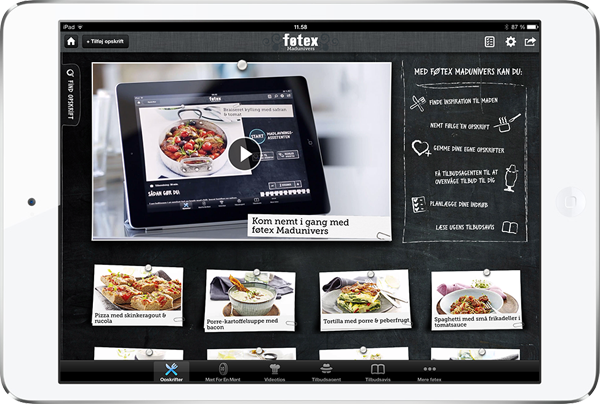 iPad
11.58
87 %
+ Tilføj opskrift
føtex
Madunivers
FIND OPSKRIFT
føtex
Braiseret kylling med salsa
& tomat
START
MADLAVNINGS-
ASSISTENTEN
SÅDAN GØR DU:
Kom nemt i gang med
føtex Madunivers
MED FØTEX MADUNIVERS KAN DU:
FINDE INSPIRATION TIL MADEN
NEMT FØLGE EN OPSKRIFT
GEMME DINE EGNE OPSKRIFTER
FÅ TILBUDSAGENTEN TIL AT
OVERVÅGE TILBUD TIL DIG
PLANLÆGGE DINE INDKØB
LÆSE UGENS TILBUDSAVIS
Pizza med skinkeragout &
rucola
Porre-kartoffelsuppe med
bacon
Tortilla med porre & peberfrugt
Spaghetti med små frikadeller i
tomatsauce
Opskrifter
Mad For En Mønt
Videotips
Tilbudsagent
Tilbudsavis
Mere føtex